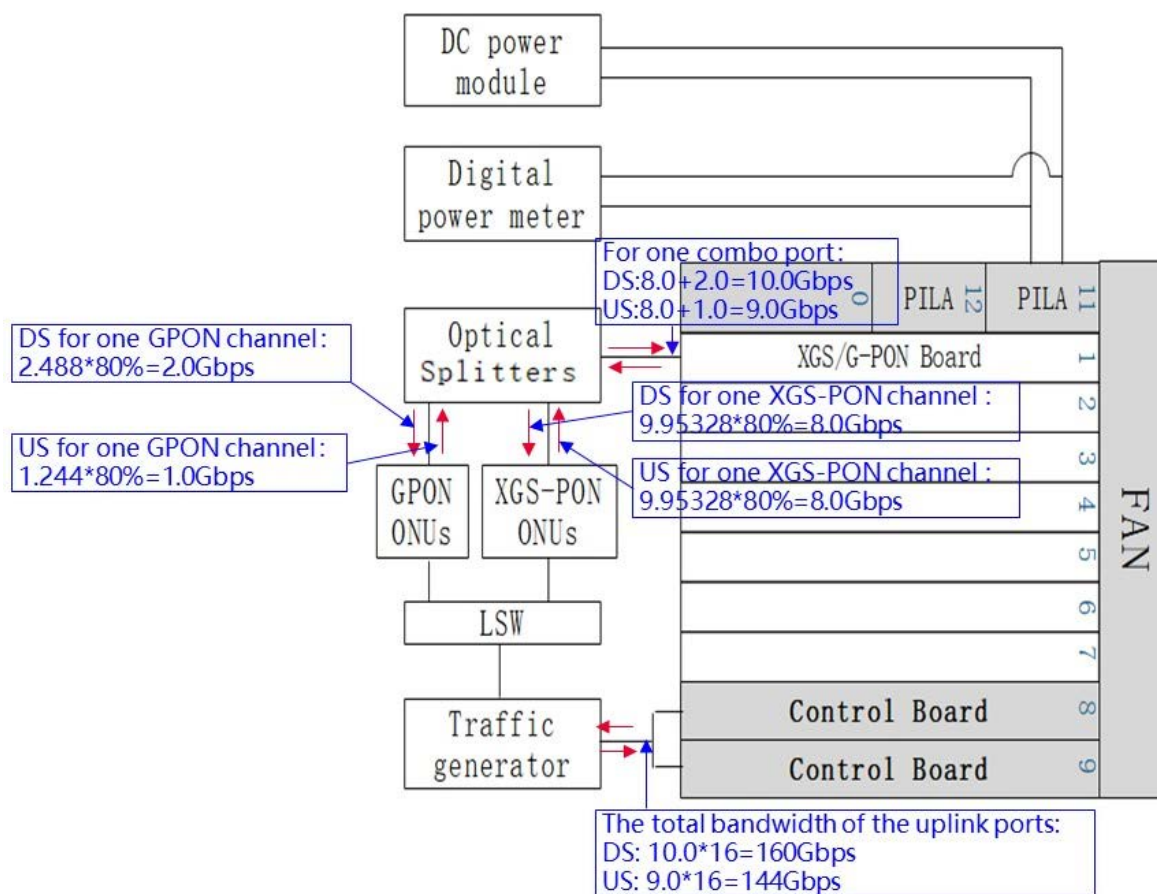 DC power
module
Digital
power meter
For one combo port:
DS:8.0+2.0=10.0Gbps
US:8.0+1.0=9.0Gbps
0
PILA
12
PILA
11
DS for one GPON channel:
2.488*80%=2.0Gbps
Optical
Splitters
XGS/G-PON Board
1
DS for one XGS-PON channel :
9.95328*80%=8.0Gbps
2
US for one GPON channel:
1.244*80%=1.0Gbps
US for one XGS-PON channel :
9.95328*80%=8.0Gbps
3
GPON
ONUs
XGS-PON
ONUs
4
5
FAN
6
LSW
7
Traffic
generator
Control Board
8
Control Board
9
The total bandwidth of the uplink ports:
DS: 10.0*16=160Gbps
US: 9.0*16=144Gbps